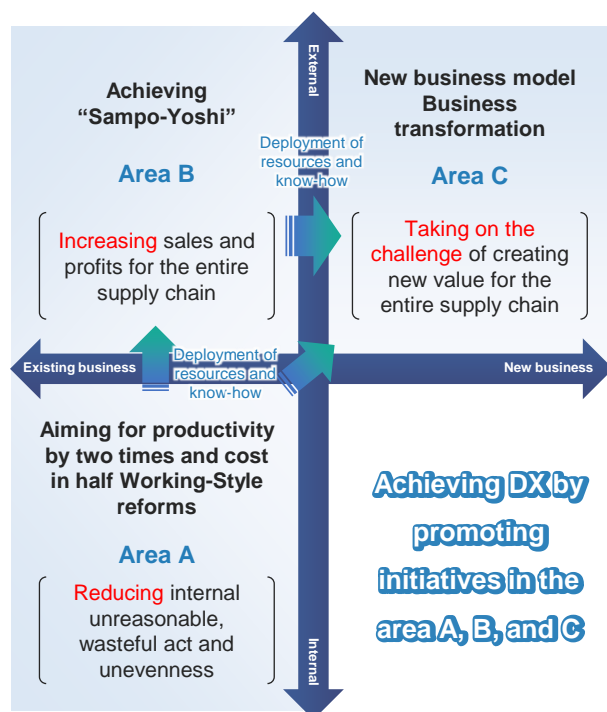 External
Achieving
“Sampo-Yoshi”
Area B
Increasing sales and
profits for the entire
supply chain
Deployment of
resources and
know-how
New business model
Business
transformation
Area C
Taking on the
challenge of creating
new value for the
entire supply chain
Existing business
Deployment of
resources and
know-how
New business
Aiming for productivity
by two times and cost
in half Working-Style
reforms
Area A
Reducing internal
unreasonable,
wasteful act and
unevenness
Achieving DX by
promoting
initiatives in the
area A, B, and C
Internal